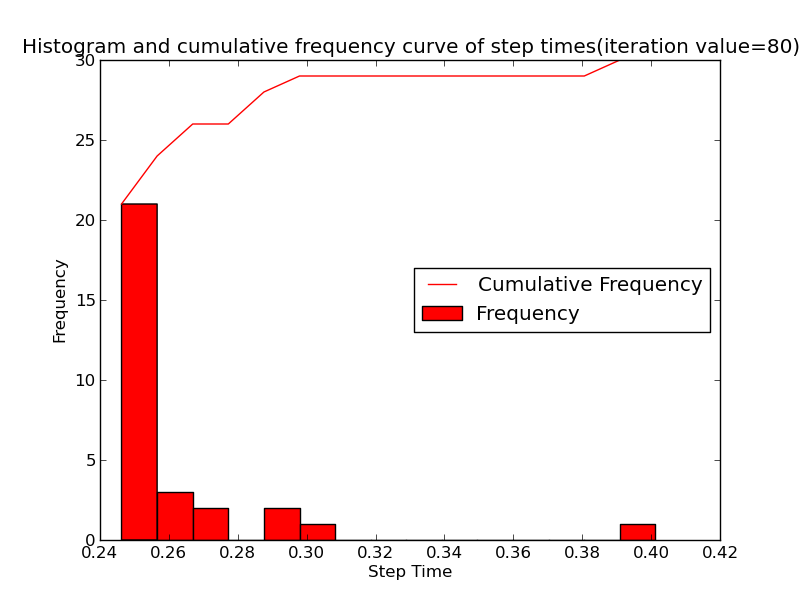 Histogram and cumulative frequency curve of step times(iteration value=80)
30
25
20
15
10
5
0
Frequency
Cumulative Frequency
Frequency
0.24 0.26 0.28 0.30 0.32 0.34 0.36 0.38 0.40 0.42
Step Time